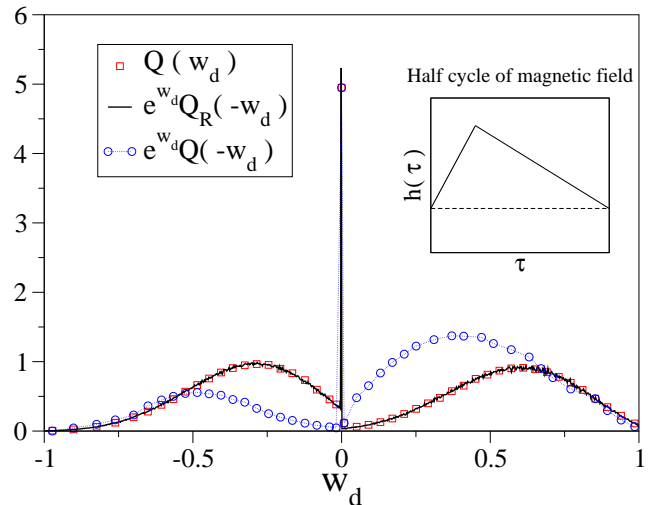 6
5
4
3
2
1
0
-1 -0.5 0 0.5 1
w_d
Q ( w_d )
e^{w_d} Q_R( -w_d )
e^{w_d} Q( -w_d )
Half cycle of magnetic field
h( τ )
τ